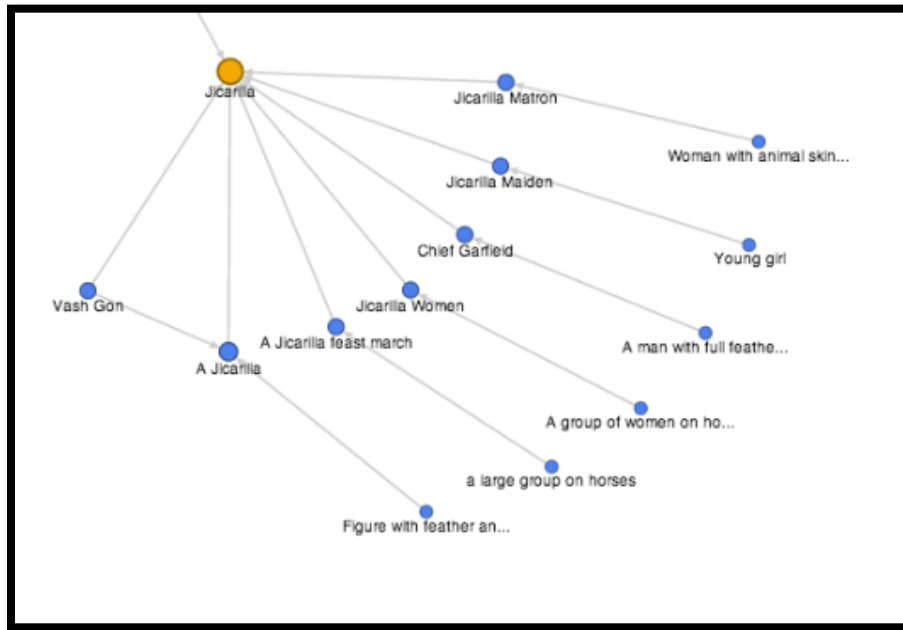 Jicarilla
Jicarilla Matron
Woman with animal skin...
Jicarilla Maiden
Chief Garfield
Young girl
Vash Gon
Jicarilla Women
A Jicarilla feast march
A man with full feathe...
A Jicarilla
A group of women on ho...
a large group on horses
Figure with feather an...